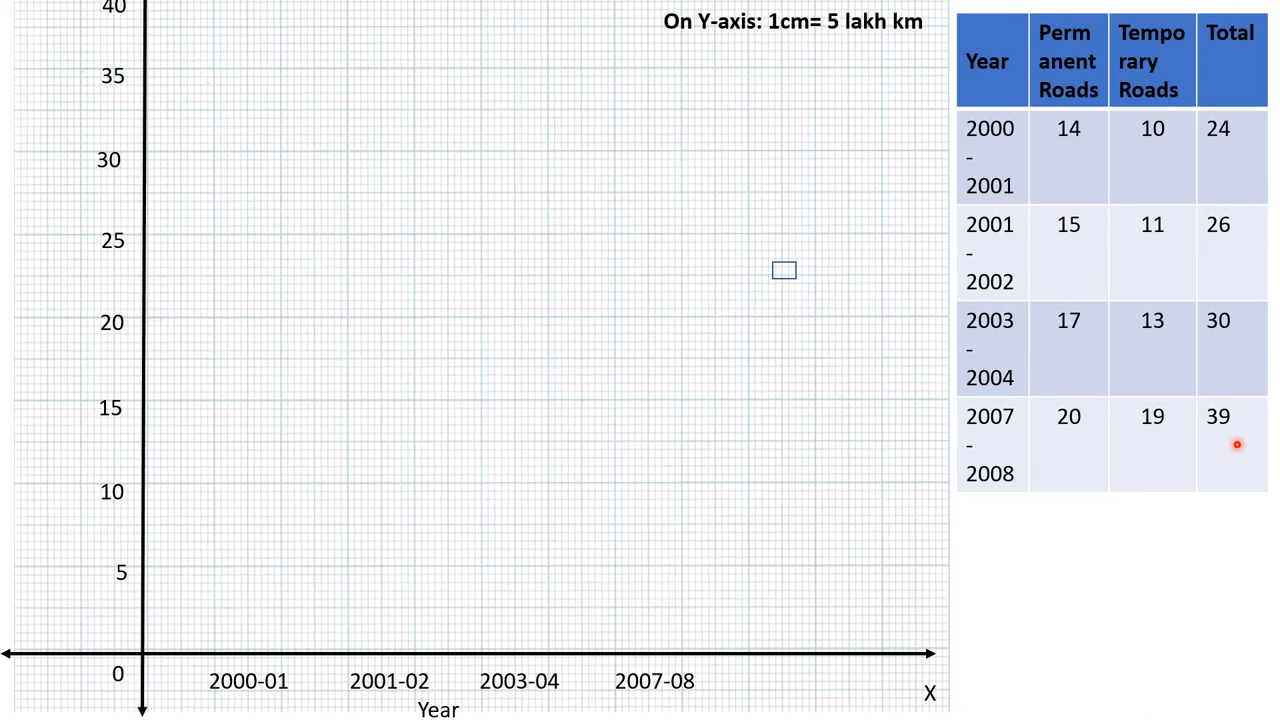 40
On Y-axis: 1cm= 5 lakh km
35
30
25
20
15
10
5
0
2000-01 2001-02 2003-04 2007-08
X
Year
Year Perm Tempo Total
anent rary
Roads Roads
2000 14 10 24
-
2001
2001 15 11 26
-
2002
2003 17 13 30
-
2004
2007 20 19 39
-
2008